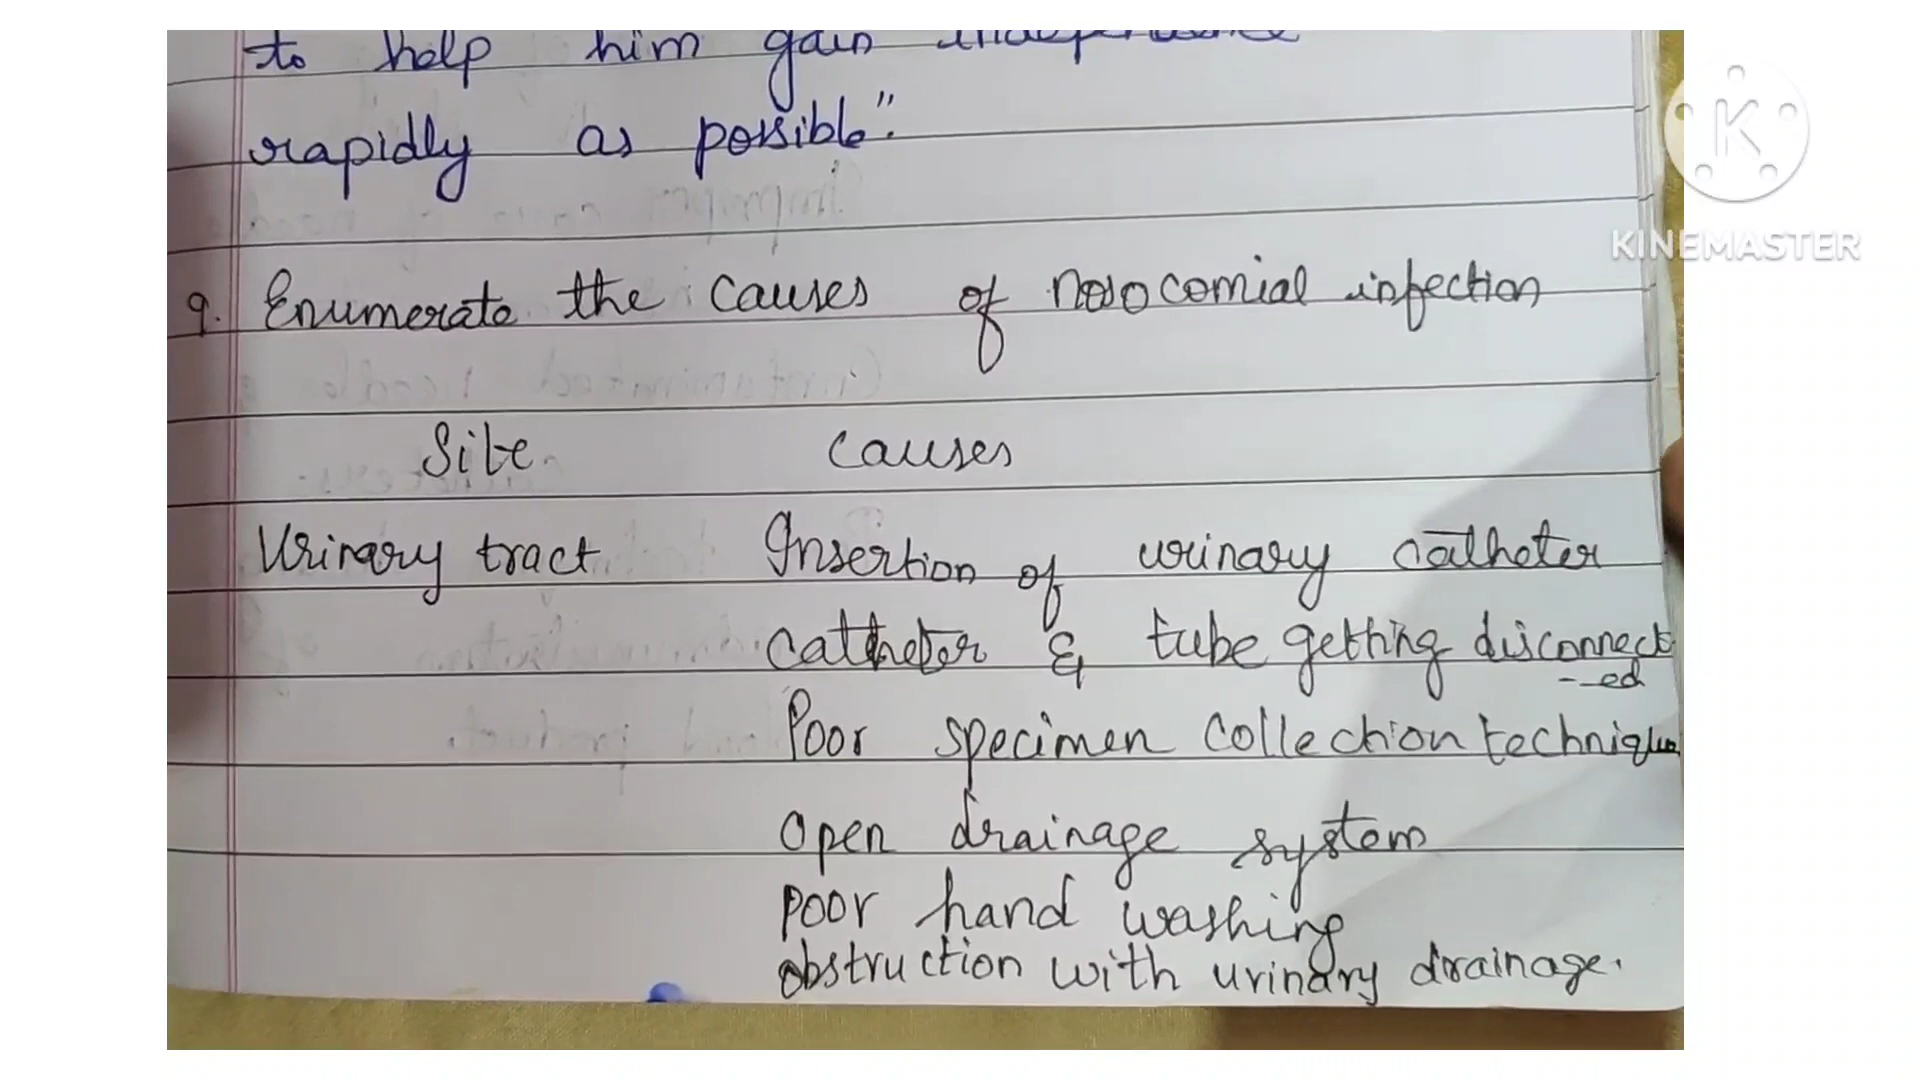 to help him gain independence
rapidly as possible".
KINEMASTER
9. Enumerate the causes of nosocomial infection
Site causes
Urinary tract Insertion of urinary catheter
catheter & tube getting disconnect
--ed
Poor specimen collection technique
open drainage system
poor hand washing
obstruction with urinary drainage.